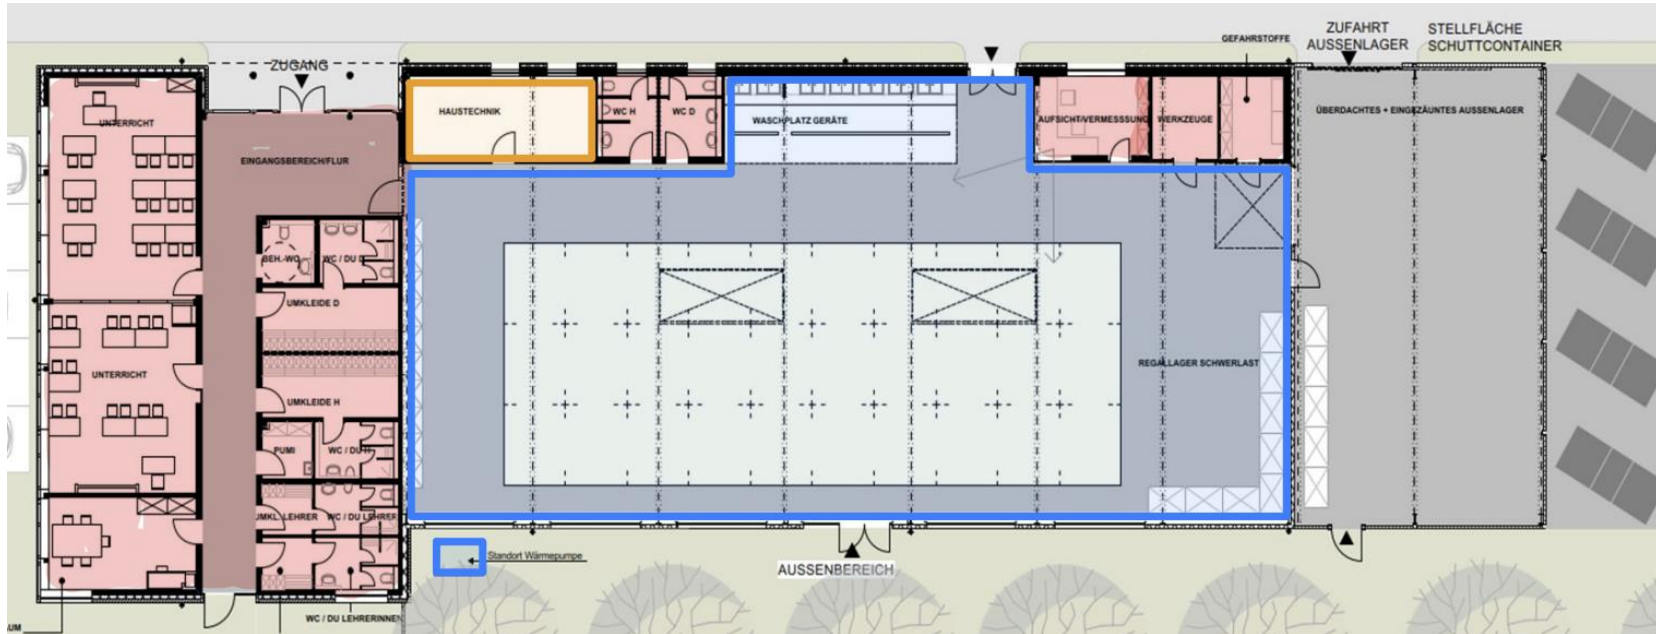 ZUGANG
GEFAHRSTOFFE
ZUFAHRT
AUSSENLAGER
STELLFLÄCHE
SCHUTTCONTAINER
UNTERRICHT
HAUSTECHNIK
WC H
WC D
WASCHPLATZ GERÄTE
AUFSICHT/VERMESSSUNG
WERKZEUGE
ÜBERDACHTES + EINGEZÄUNTES AUSSENLAGER
EINGANGSBEREICH/FLUR
BEH.-WC
WC / DU D
UMKLEIDE D
REGALLAGER SCHWERLAST
UNTERRICHT
UMKLEIDE H
PUMI
WC / DU H
UMKL. LEHRER
WC / DU LEHRER
Standort Wärmepumpe
AUSSENBEREICH
WC / DU LEHRERINNEN
UM